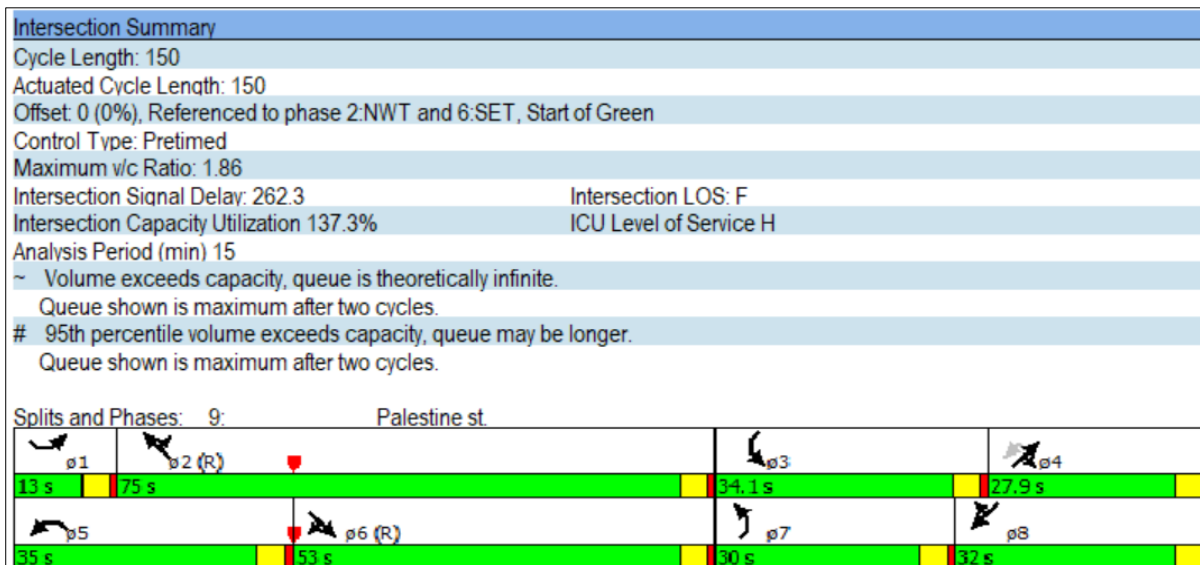 Intersection Summary
Cycle Length: 150
Actuated Cycle Length: 150
Offset: 0 (0%), Referenced to phase 2:NWT and 6:SET, Start of Green
Control Type: Pretimed
Maximum v/c Ratio: 1.86
Intersection Signal Delay: 262.3 Intersection LOS: F
Intersection Capacity Utilization 137.3% ICU Level of Service H
Analysis Period (min) 15
~ Volume exceeds capacity, queue is theoretically infinite.
Queue shown is maximum after two cycles.
# 95th percentile volume exceeds capacity, queue may be longer.
Queue shown is maximum after two cycles.
Splits and Phases: 9: Palestine st.
ø1 ø2 (R) ø3 ø4
13 s 75 s 34.1 s 27.9 s
ø5 ø6 (R) ø7 ø8
35 s 53 s 30 s 32 s